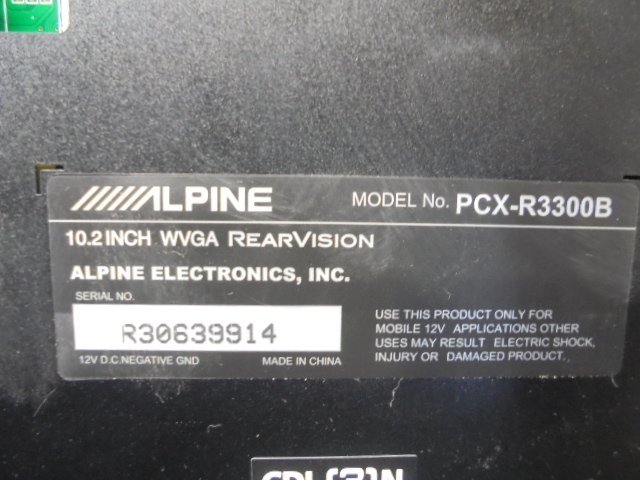 ALPINE MODEL No. PCX-R3300B
10.2 INCH WVGA REARVISION
ALPINE ELECTRONICS, INC.
SERIAL NO.
R30639914
12V D.C.NEGATIVE GND MADE IN CHINA
USE THIS PRODUCT ONLY FOR
MOBILE 12V APPLICATIONS OTHER
USES MAY RESULT ELECTRIC SHOCK,
INJURY OR DAMAGED PRODUCT.